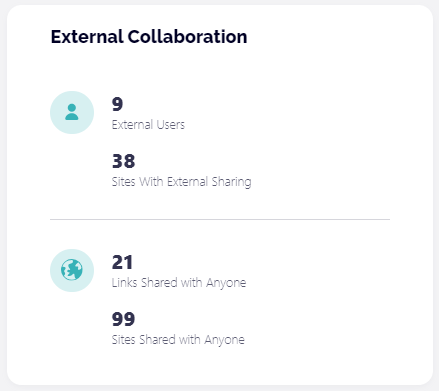 External Collaboration
9
External Users
38
Sites With External Sharing
21
Links Shared with Anyone
99
Sites Shared with Anyone